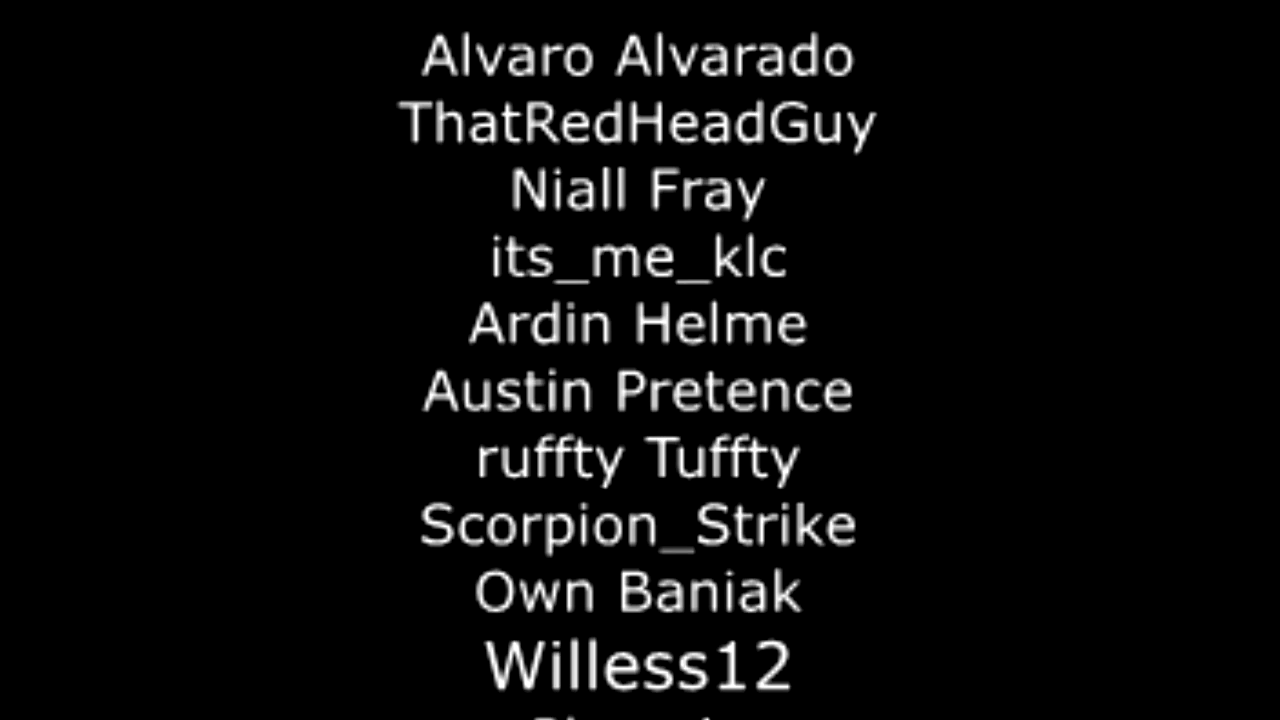 Alvaro Alvarado
ThatRedHeadGuy
Niall Fray
its_me_klc
Ardin Helme
Austin Pretence
ruffty Tuffty
Scorpion_Strike
Own Baniak
Willess12